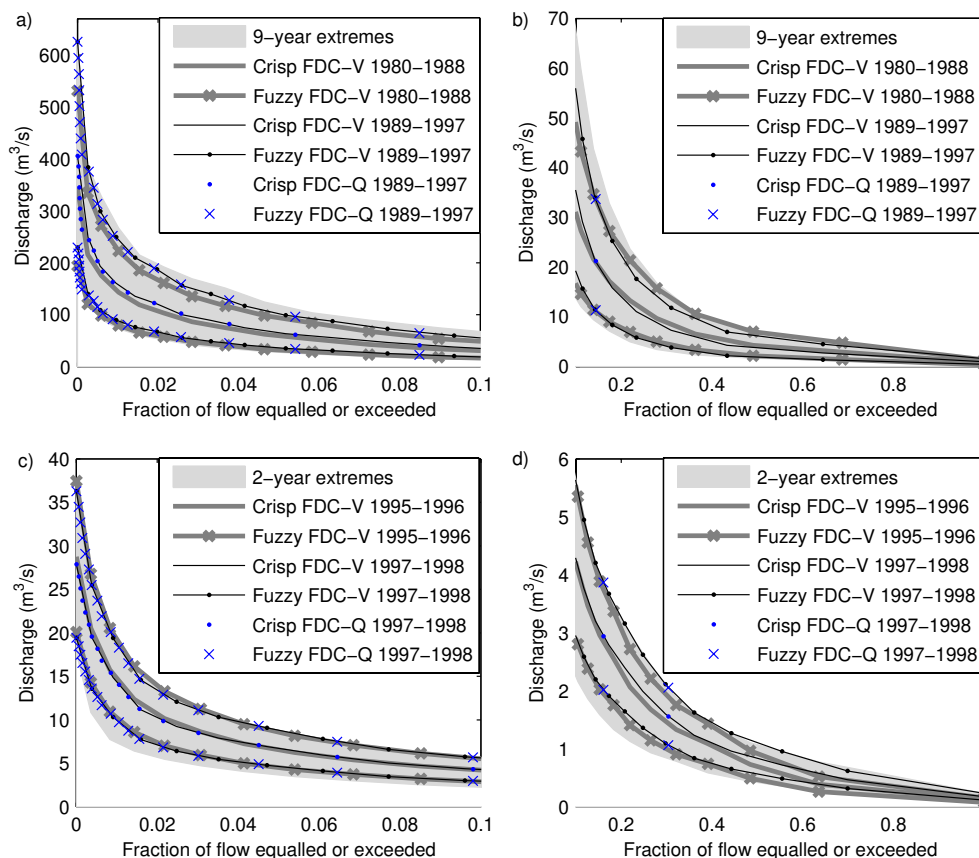 a)
9−year extremes
Crisp FDC−V 1980−1988
Fuzzy FDC−V 1980−1988
Crisp FDC−V 1989−1997
Fuzzy FDC−V 1989−1997
Crisp FDC−Q 1989−1997
Fuzzy FDC−Q 1989−1997
600
500
400
300
200
100
0
Discharge (m³/s)
0 0.02 0.04 0.06 0.08 0.1
Fraction of flow equalled or exceeded
b)
9−year extremes
Crisp FDC−V 1980−1988
Fuzzy FDC−V 1980−1988
Crisp FDC−V 1989−1997
Fuzzy FDC−V 1989−1997
Crisp FDC−Q 1989−1997
Fuzzy FDC−Q 1989−1997
70
60
50
40
30
20
10
0
Discharge (m³/s)
0.2 0.4 0.6 0.8
Fraction of flow equalled or exceeded
c)
2−year extremes
Crisp FDC−V 1995−1996
Fuzzy FDC−V 1995−1996
Crisp FDC−V 1997−1998
Fuzzy FDC−V 1997−1998
Crisp FDC−Q 1997−1998
Fuzzy FDC−Q 1997−1998
40
35
30
25
20
15
10
5
0
Discharge (m³/s)
0 0.02 0.04 0.06 0.08 0.1
Fraction of flow equalled or exceeded
d)
2−year extremes
Crisp FDC−V 1995−1996
Fuzzy FDC−V 1995−1996
Crisp FDC−V 1997−1998
Fuzzy FDC−V 1997−1998
Crisp FDC−Q 1997−1998
Fuzzy FDC−Q 1997−1998
6
5
4
3
2
1
0
Discharge (m³/s)
0.2 0.4 0.6 0.8
Fraction of flow equalled or exceeded